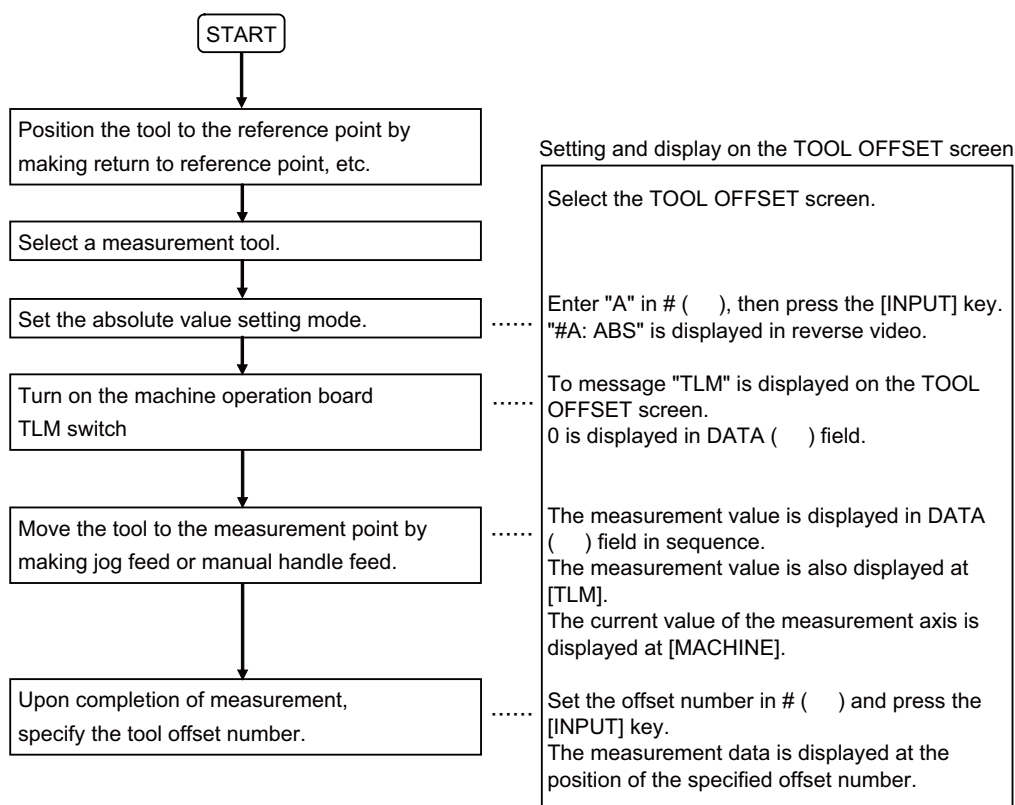 START
Position the tool to the reference point by
making return to reference point, etc.
Select a measurement tool.
Set the absolute value setting mode.
Turn on the machine operation board
TLM switch
Move the tool to the measurement point by
making jog feed or manual handle feed.
Upon completion of measurement,
specify the tool offset number.
Setting and display on the TOOL OFFSET screen
Select the TOOL OFFSET screen.
...... Enter "A" in # (    ), then press the [INPUT] key.
"#A: ABS" is displayed in reverse video.
...... To message "TLM" is displayed on the TOOL
OFFSET screen.
0 is displayed in DATA (    ) field.
...... The measurement value is displayed in DATA
(    ) field in sequence.
The measurement value is also displayed at
[TLM].
The current value of the measurement axis is
displayed at [MACHINE].
...... Set the offset number in # (    ) and press the
[INPUT] key.
The measurement data is displayed at the
position of the specified offset number.